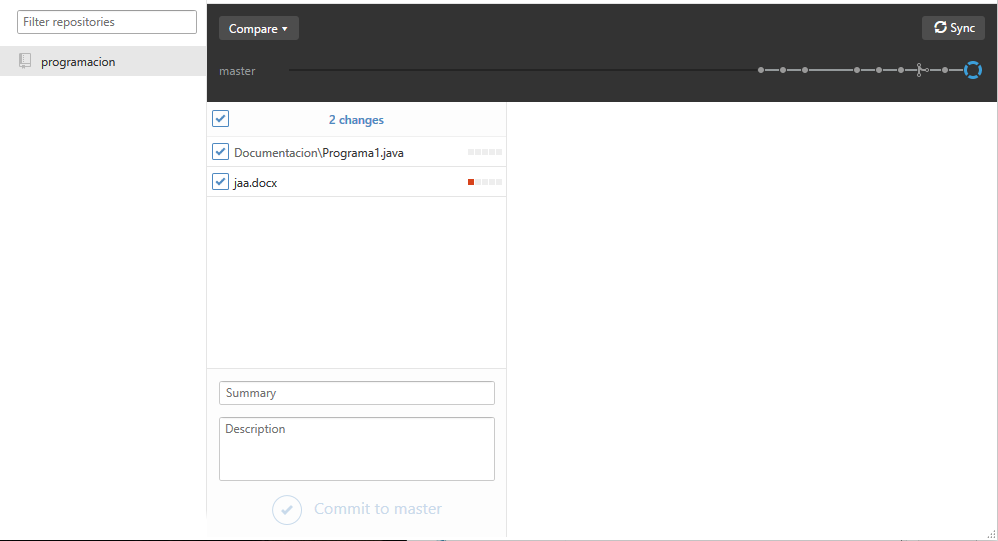 Filter repositories
programacion
Compare
Sync
master
2 changes
Documentacion\Programa1.java
jaa.docx
Summary
Description
Commit to master